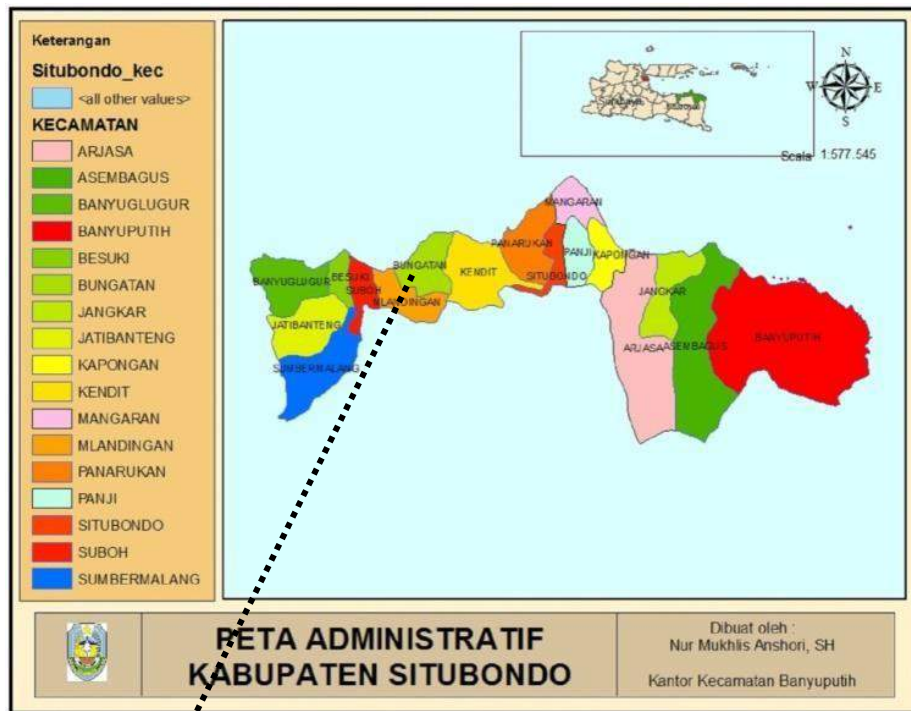 Keterangan
Situbondo_kec
<all other values>
KECAMATAN
ARJASA
ASEMBAGUS
BANYUGLUGUR
BANYUPUTIH
BESUKI
BUNGATAN
JANGKAR
JATIBANTENG
KAPONGAN
KENDIT
MANGARAN
MLANDINGAN
PANARUKAN
PANJI
SITUBONDO
SUBOH
SUMBERMALANG
N
W E
S
Scala 1:577.545
MANGARAN
PANARUKAN
PANJI
KAPONGAN
BUNGATAN
KENDIT
SITUBONDO
BANYUGLUGUR
BESUKI
SUBOH
MLANDINGAN
JANGKAR
JATIBANTENG
BANYUPUTIH
ARJASA
ASEMBAGUS
SUMBERMALANG
PETA ADMINISTRATIF
KABUPATEN SITUBONDO
Dibuat oleh :
Nur Mukhlis Anshori, SH
Kantor Kecamatan Banyuputih